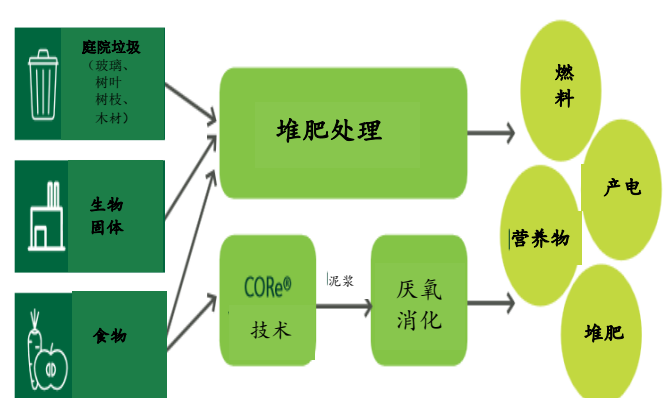 庭院垃圾
（玻璃、
树叶
树枝、
木材）
生物
固体
食物
堆肥处理
CORe®
技术
泥浆
厌氧
消化
燃
料
产电
营养物
堆肥